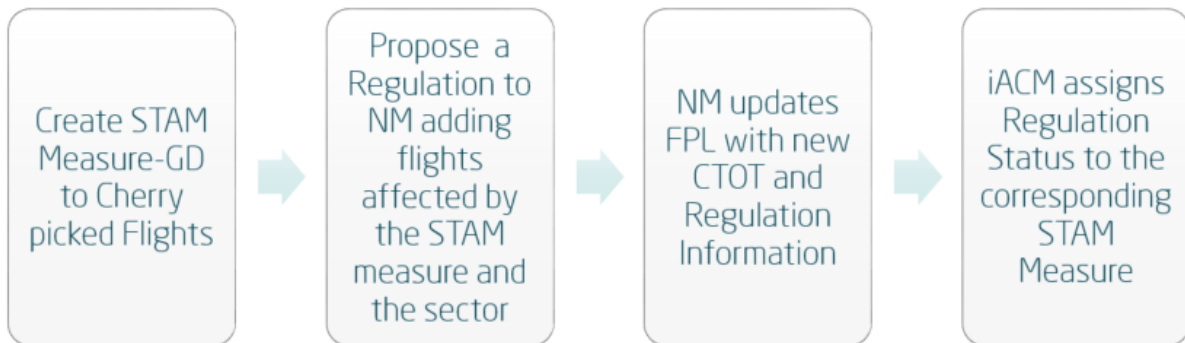 Create STAM
Measure-GD
to Cherry
picked Flights
Propose a
Regulation to
NM adding
flights
affected by
the STAM
measure and
the sector
NM updates
FPL with new
CTOT and
Regulation
Information
iACM assigns
Regulation
Status to the
corresponding
STAM
Measure